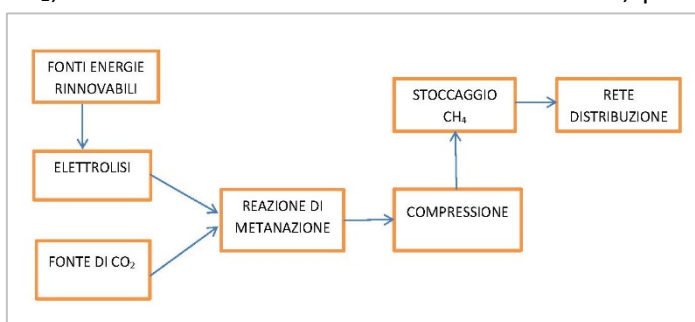 FONTI ENERGIE
RINNOVABILI
ELETTROLISI
FONTE DI CO₂
REAZIONE DI
METANAZIONE
COMPRESSIONE
STOCCAGGIO
CH₄
RETE
DISTRIBUZIONE